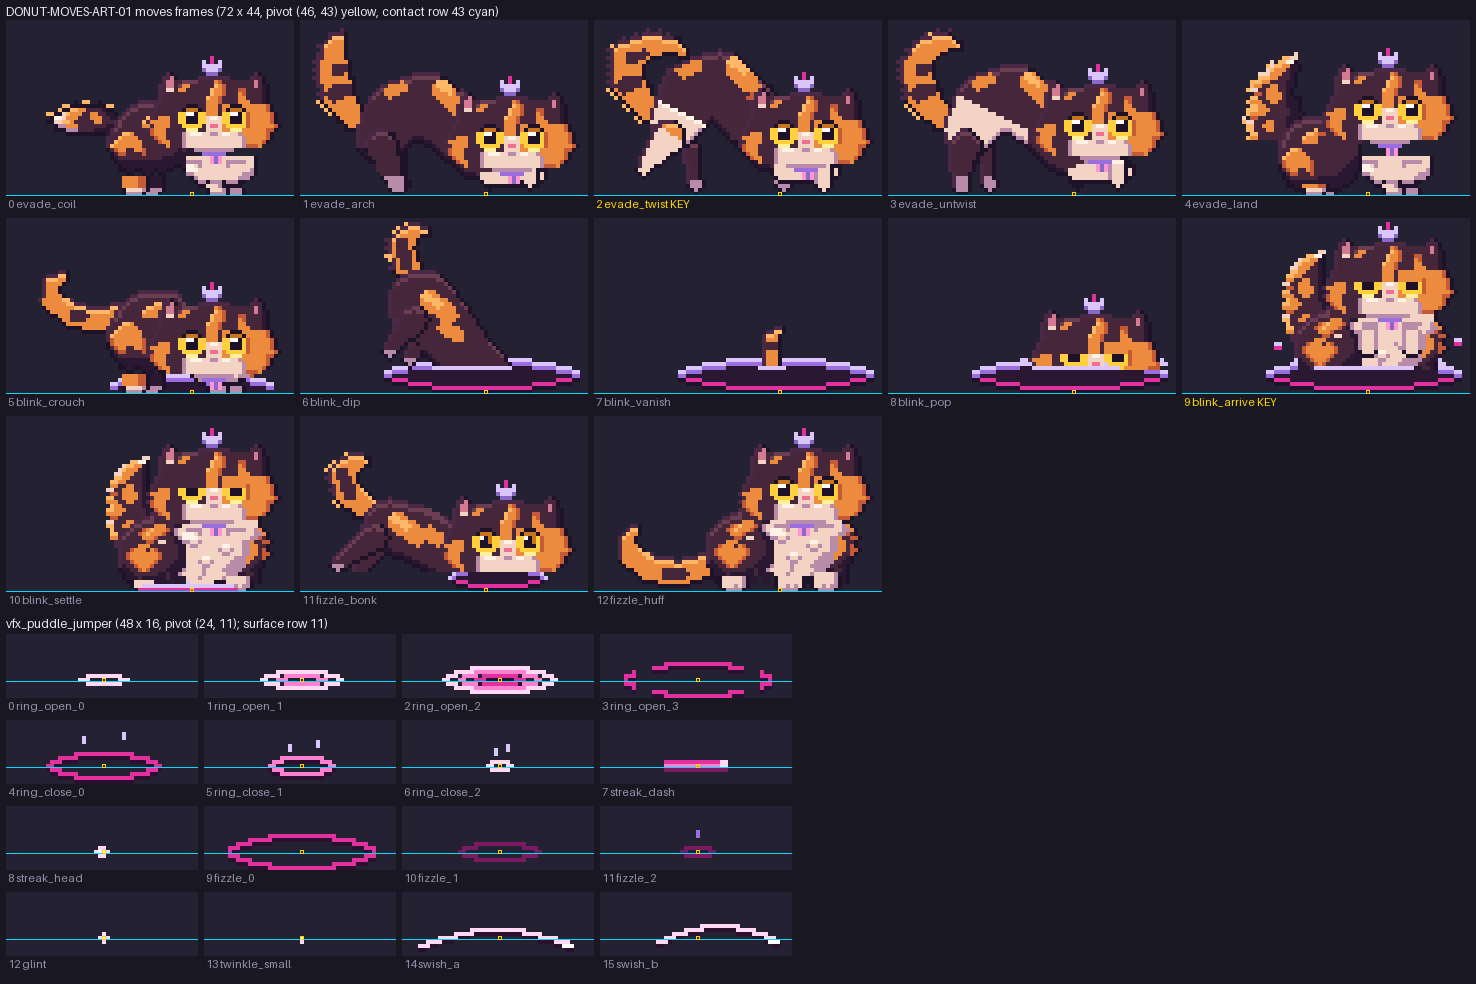 DONUT-MOVES-ART-01 moves frames (72 x 44, pivot (46, 43) yellow, contact row 43 cyan)
0 evade_coil
1 evade_arch
2 evade_twist KEY
3 evade_untwist
4 evade_land
5 blink_crouch
6 blink_dip
7 blink_vanish
8 blink_pop
9 blink_arrive KEY
10 blink_settle
11 fizzle_bonk
12 fizzle_huff
vfx_puddle_jumper (48 x 16, pivot (24, 11); surface row 11)
0 ring_open_0
1 ring_open_1
2 ring_open_2
3 ring_open_3
4 ring_close_0
5 ring_close_1
6 ring_close_2
7 streak_dash
8 streak_head
9 fizzle_0
10 fizzle_1
11 fizzle_2
12 glint
13 twinkle_small
14 swish_a
15 swish_b